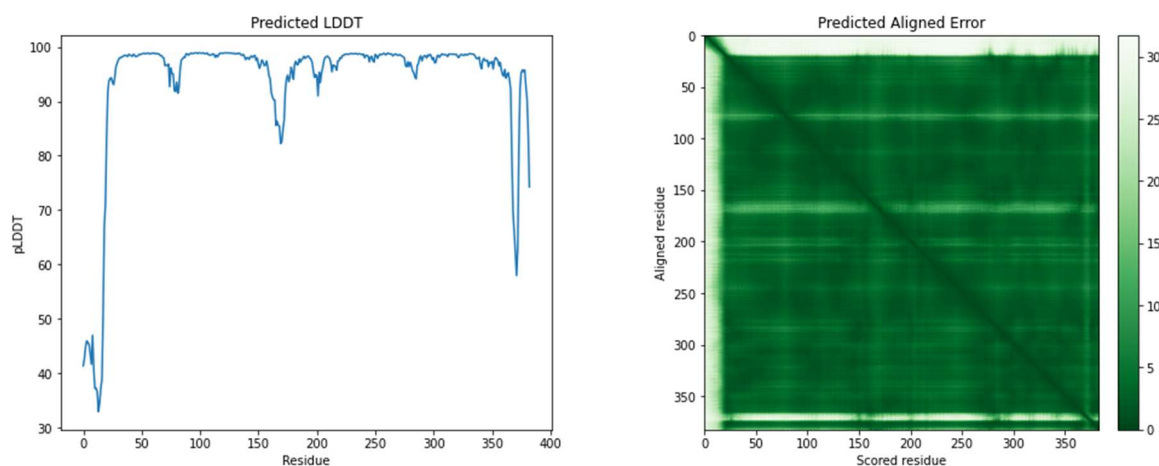 Predicted LDDT
pLDDT
100
90
80
70
60
50
40
30
0 50 100 150 200 250 300 350 400
Residue
Predicted Aligned Error
Aligned residue
0
50
100
150
200
250
300
350
0 50 100 150 200 250 300 350
Scored residue
30
25
20
15
10
5
0